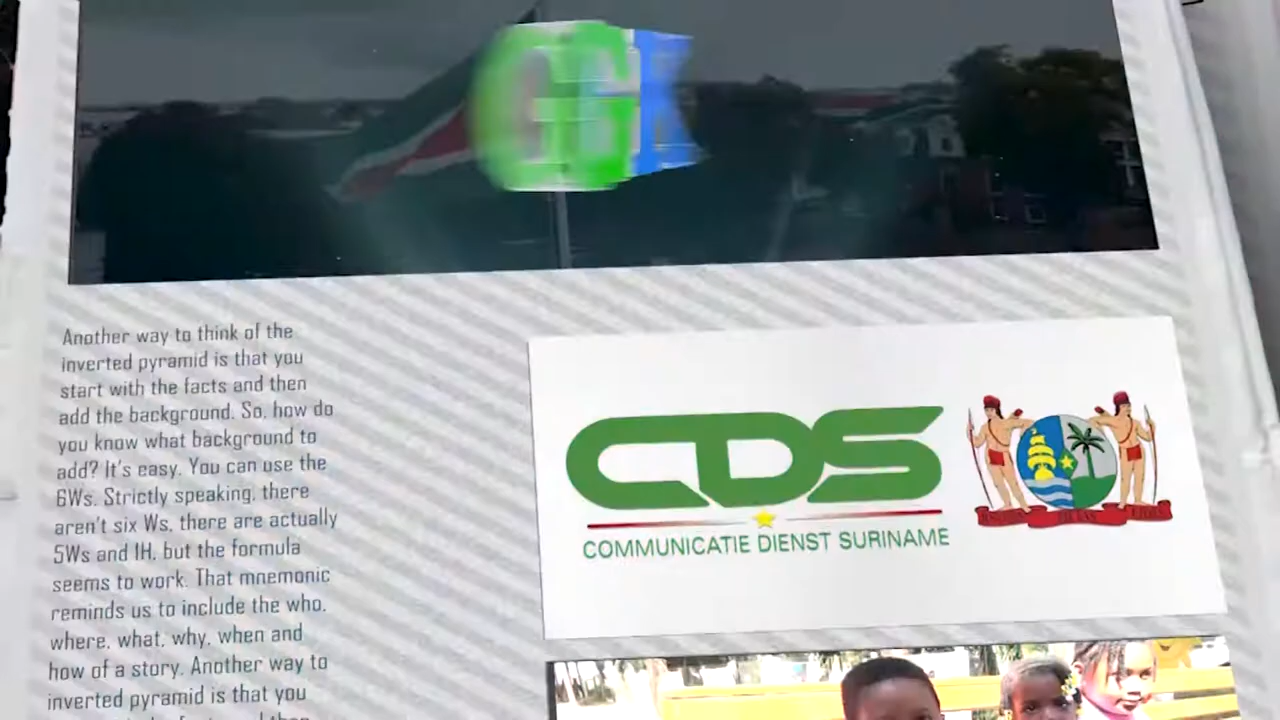 Another way to think of the
inverted pyramid is that you
start with the facts and then
add the background. So, how do
you know what background to
add? It's easy. You can use the
6Ws. Strictly speaking, there
aren't six Ws, there are actually
5Ws and 1H, but the formula
seems to work. That mnemonic
reminds us to include the who,
where, what, why, when and
how of a story. Another way to
inverted pyramid is that you
CDS
COMMUNICATIE DIENST SURINAME